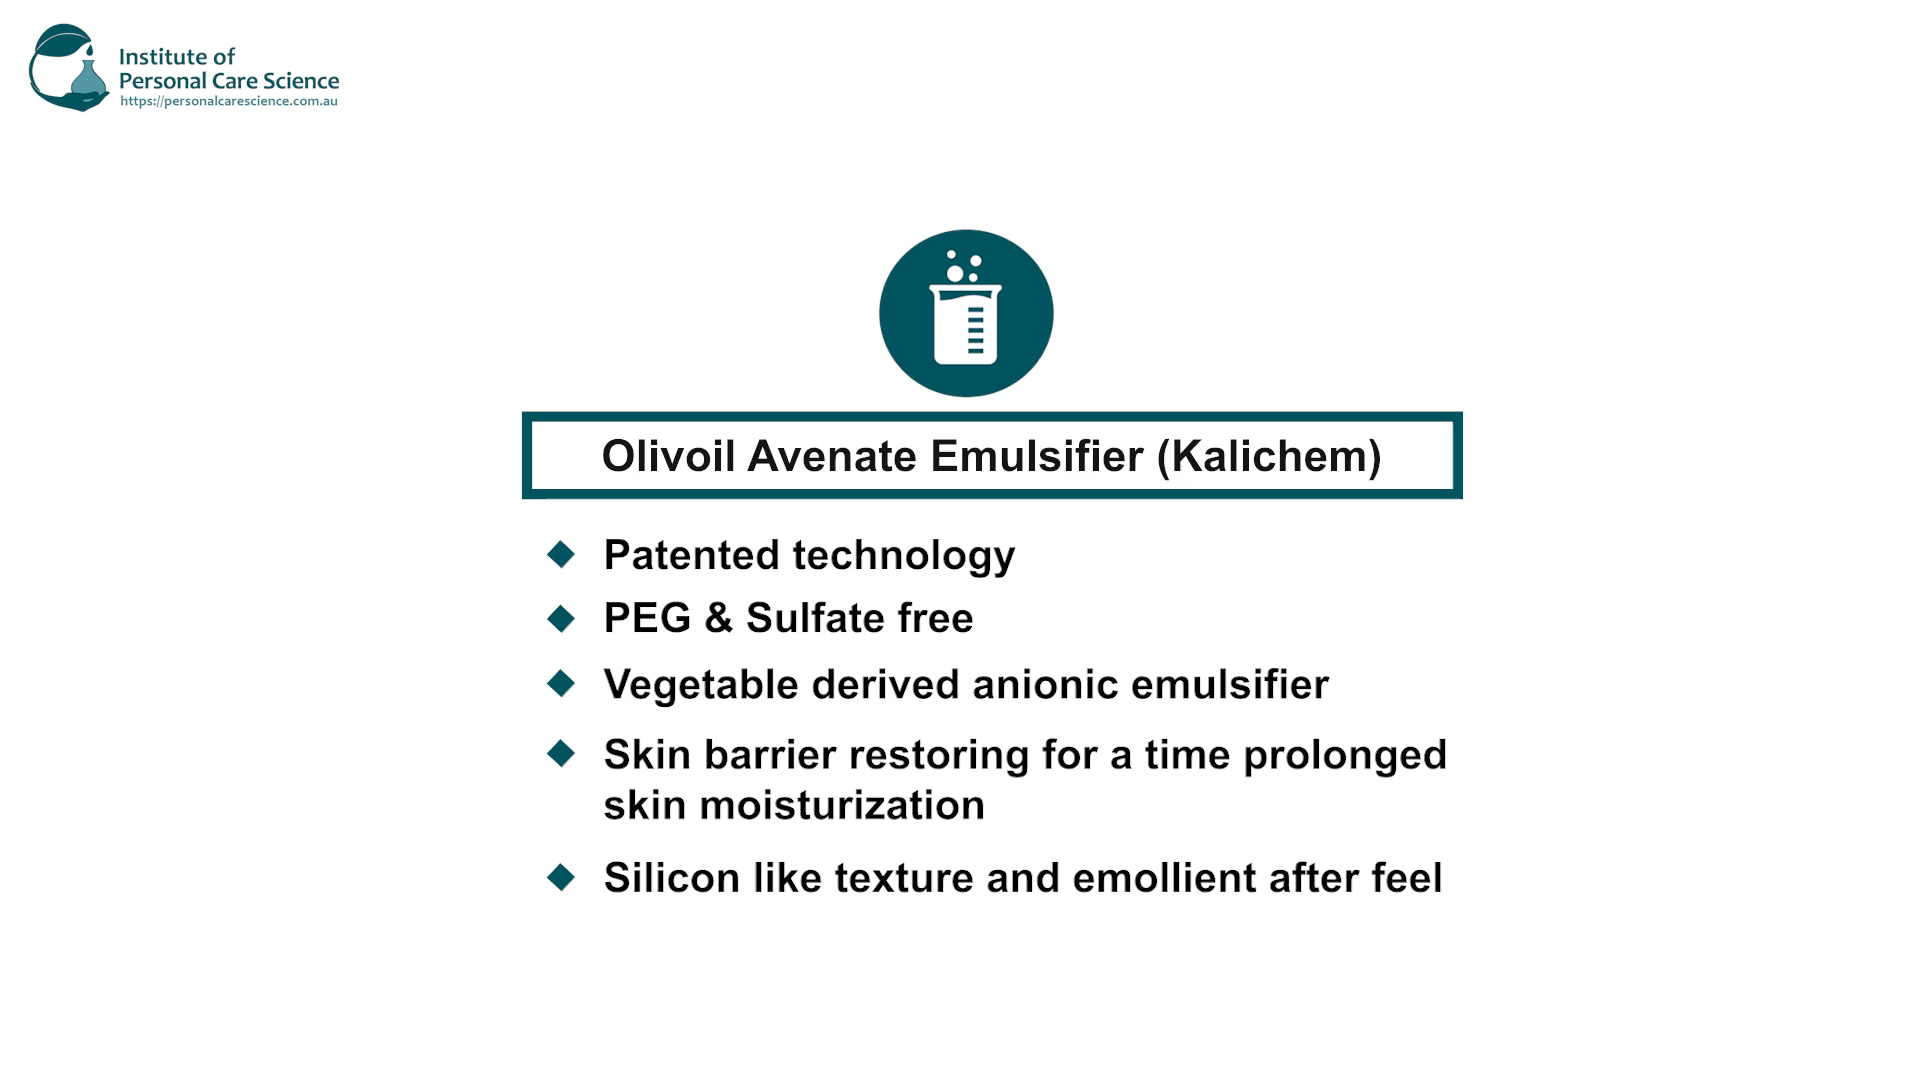 Institute of
Personal Care Science
https://personalcarescience.com.au
Olivoil Avenate Emulsifier (Kalichem)
Patented technology
PEG & Sulfate free
Vegetable derived anionic emulsifier
Skin barrier restoring for a time prolonged
skin moisturization
Silicon like texture and emollient after feel